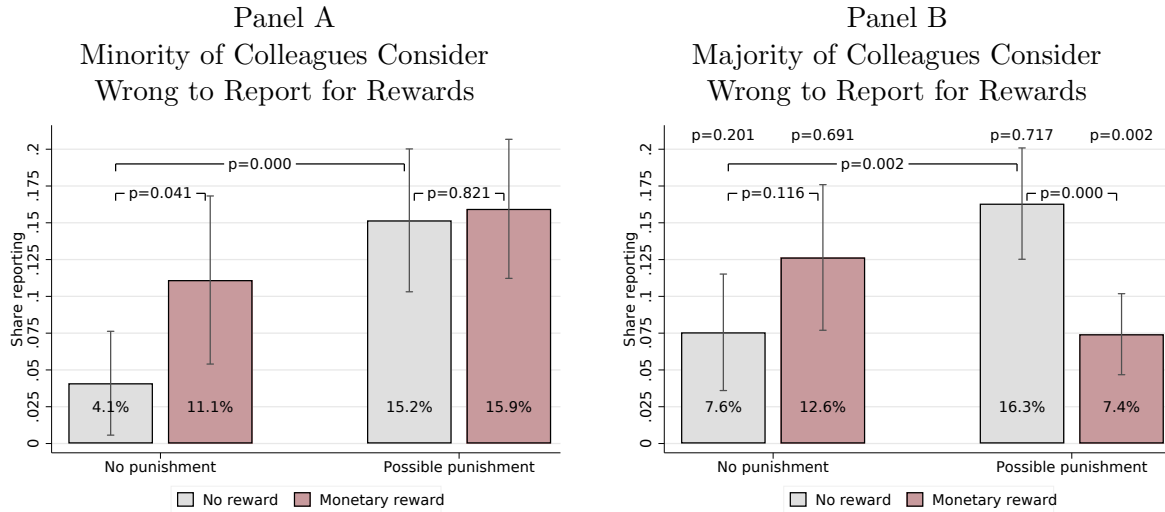 Panel A
Minority of Colleagues Consider
Wrong to Report for Rewards
Share reporting
.2
.175
.15
.125
.1
.075
.05
.025
0
p=0.000
p=0.041
p=0.821
4.1%
11.1%
15.2%
15.9%
No punishment
Possible punishment
No reward
Monetary reward
Panel B
Majority of Colleagues Consider
Wrong to Report for Rewards
Share reporting
.2
.175
.15
.125
.1
.075
.05
.025
0
p=0.201
p=0.691
p=0.717
p=0.002
p=0.002
p=0.116
p=0.000
7.6%
12.6%
16.3%
7.4%
No punishment
Possible punishment
No reward
Monetary reward